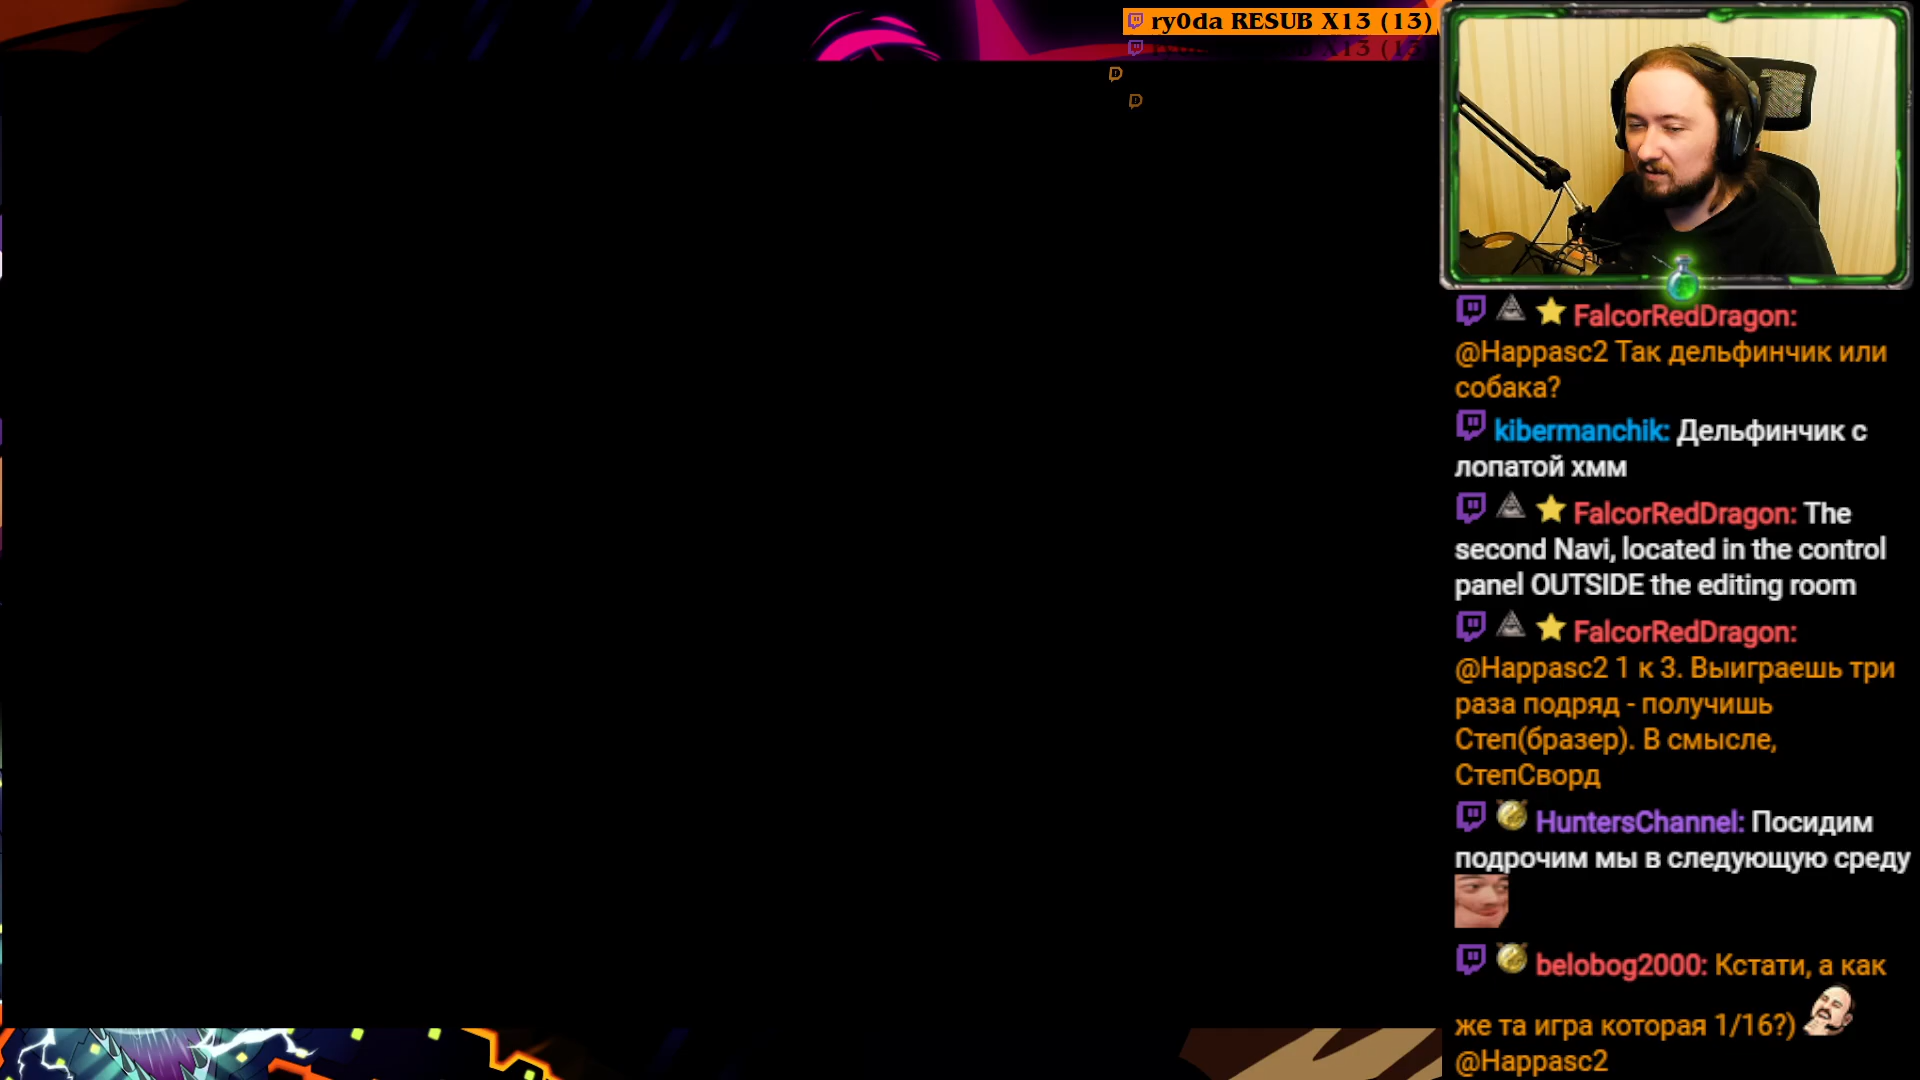 ry0da RESUB X13 (13)
FalcorRedDragon:
@Happasc2 Так дельфинчик или
собака?
kibermanchik: Дельфинчик с
лопатой хмм
FalcorRedDragon: The
second Navi, located in the control
panel OUTSIDE the editing room
FalcorRedDragon:
@Happasc2 1 к 3. Выиграешь три
раза подряд - получишь
Степ(бразер). В смысле,
СтепСворд
HuntersChannel: Посидим
подрочим мы в следующую среду
belobog2000: Кстати, а как
же та игра которая 1/16?)
@Happasc2